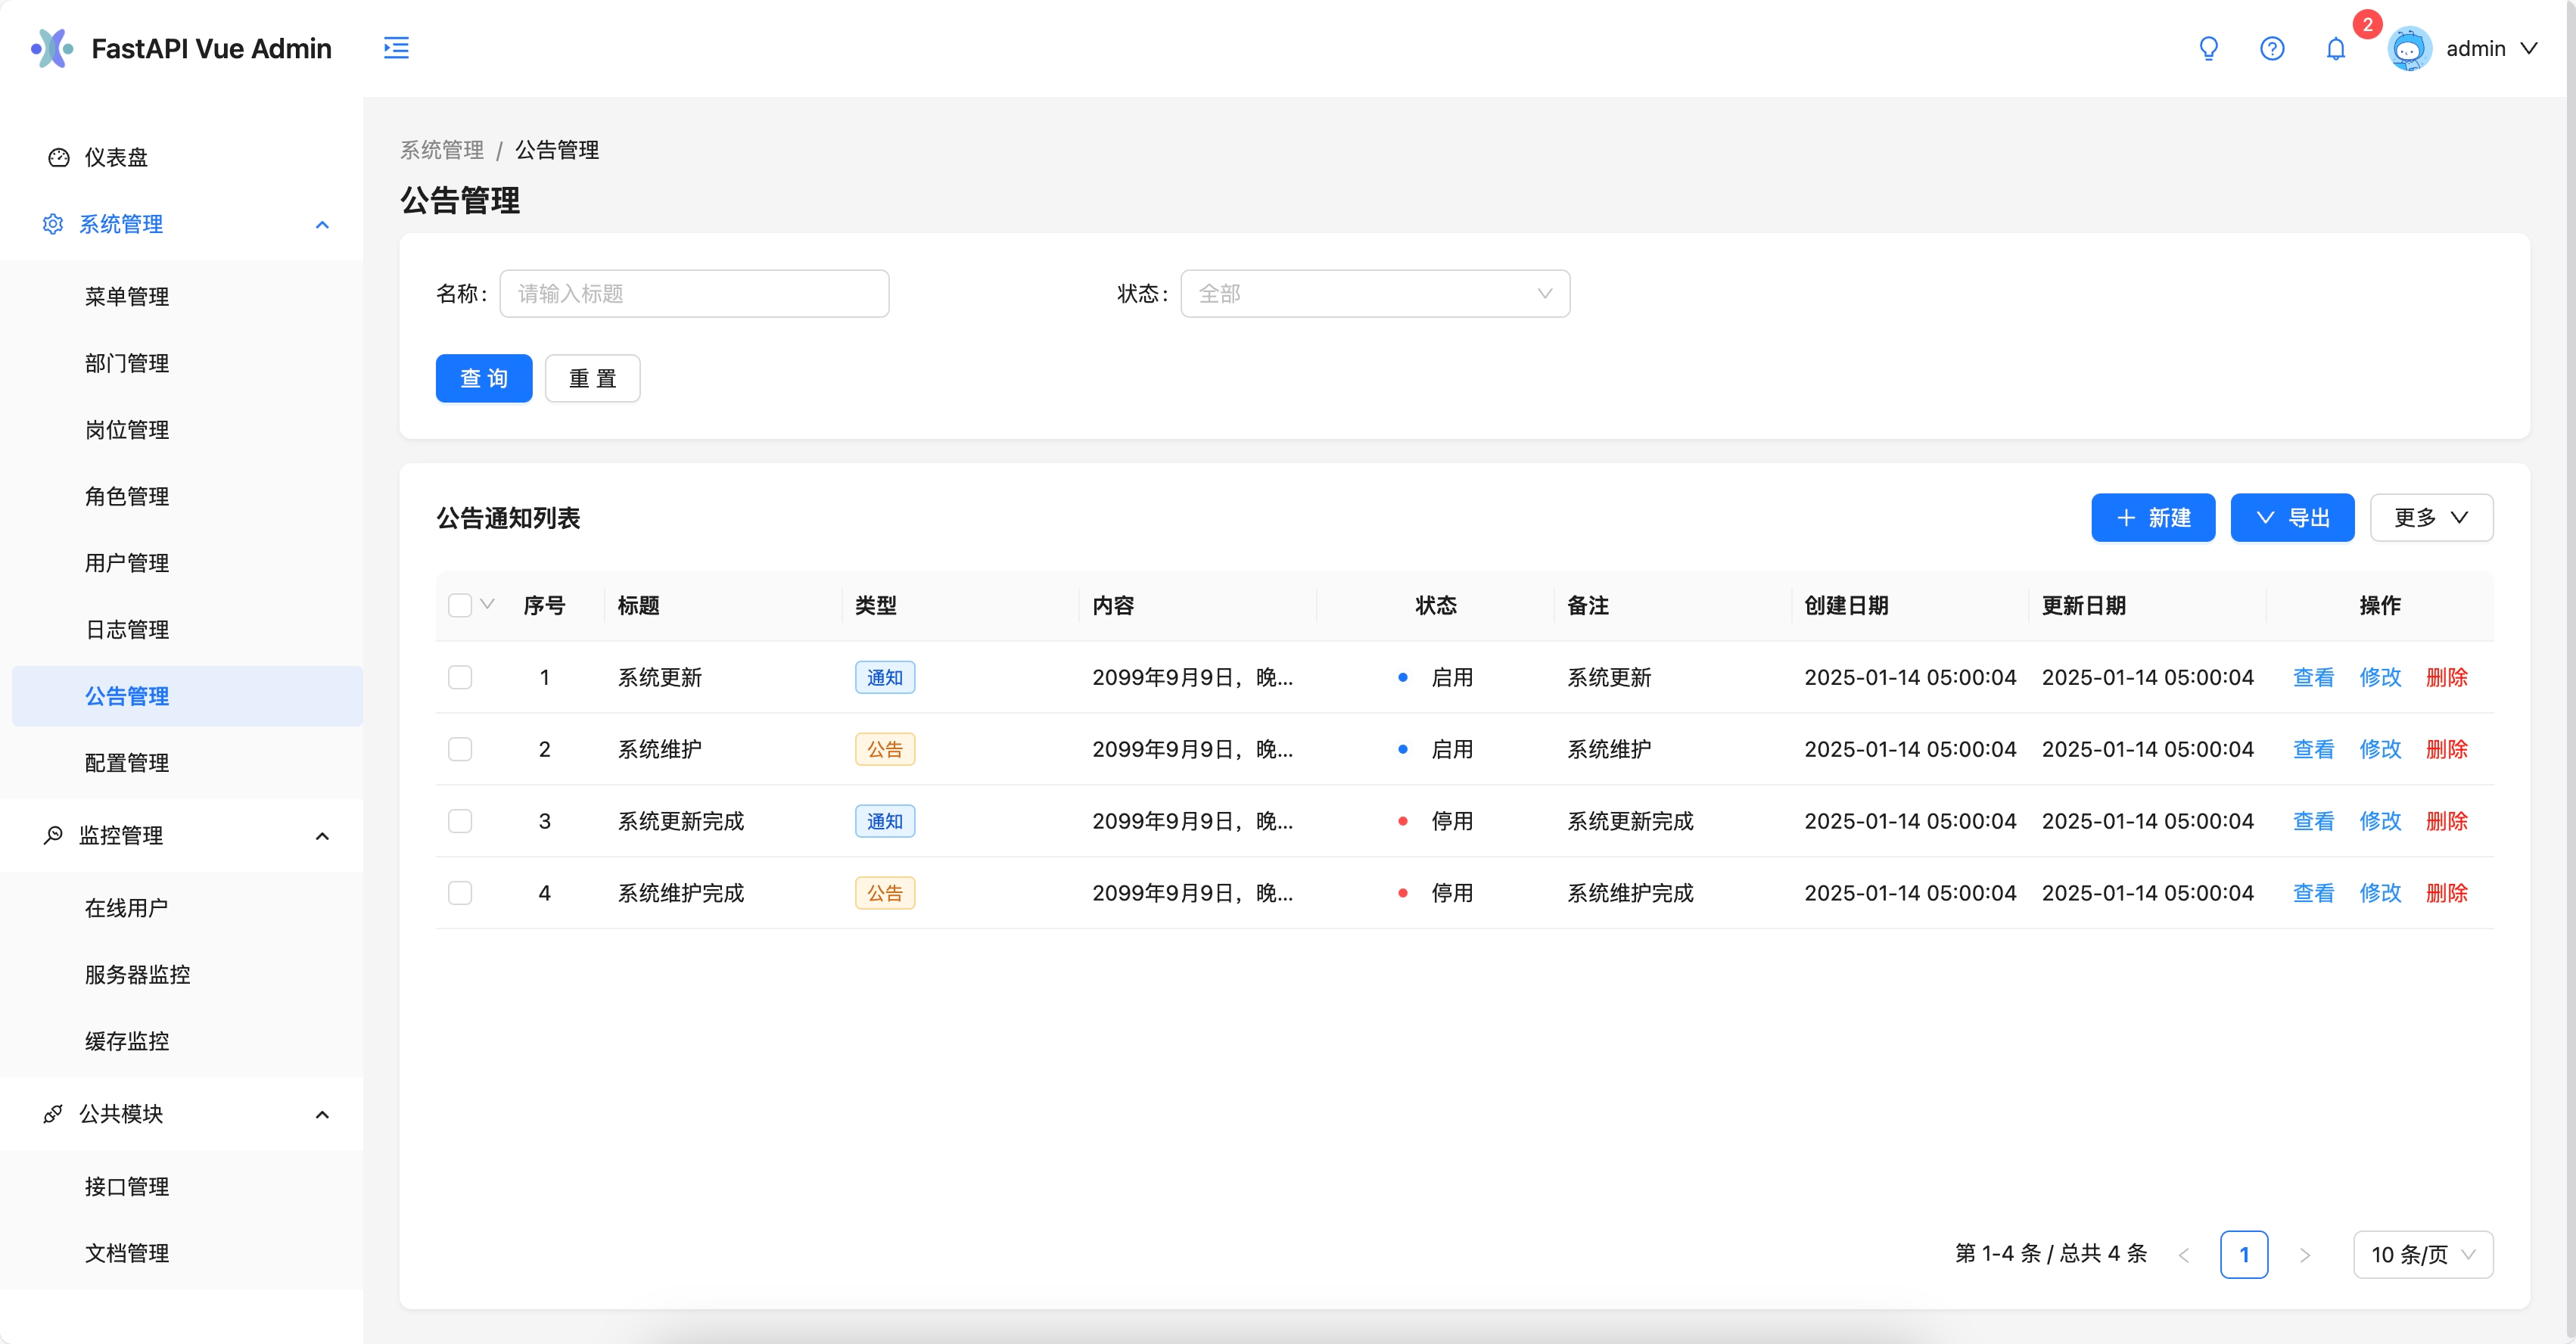 FastAPI Vue Admin
2
admin
仪表盘
系统管理
菜单管理
部门管理
岗位管理
角色管理
用户管理
日志管理
公告管理
配置管理
监控管理
在线用户
服务器监控
缓存监控
公共模块
接口管理
文档管理
系统管理 / 公告管理
公告管理
名称： 请输入标题 状态： 全部
查 询 重 置
公告通知列表 新建 导出 更多
序号 标题 类型 内容 状态 备注 创建日期 更新日期 操作
1 系统更新 通知 2099年9月9日，晚... 启用 系统更新 2025-01-14 05:00:04 2025-01-14 05:00:04 查看 修改 删除
2 系统维护 公告 2099年9月9日，晚... 启用 系统维护 2025-01-14 05:00:04 2025-01-14 05:00:04 查看 修改 删除
3 系统更新完成 通知 2099年9月9日，晚... 停用 系统更新完成 2025-01-14 05:00:04 2025-01-14 05:00:04 查看 修改 删除
4 系统维护完成 公告 2099年9月9日，晚... 停用 系统维护完成 2025-01-14 05:00:04 2025-01-14 05:00:04 查看 修改 删除
第 1-4 条 / 总共 4 条 1 10 条/页